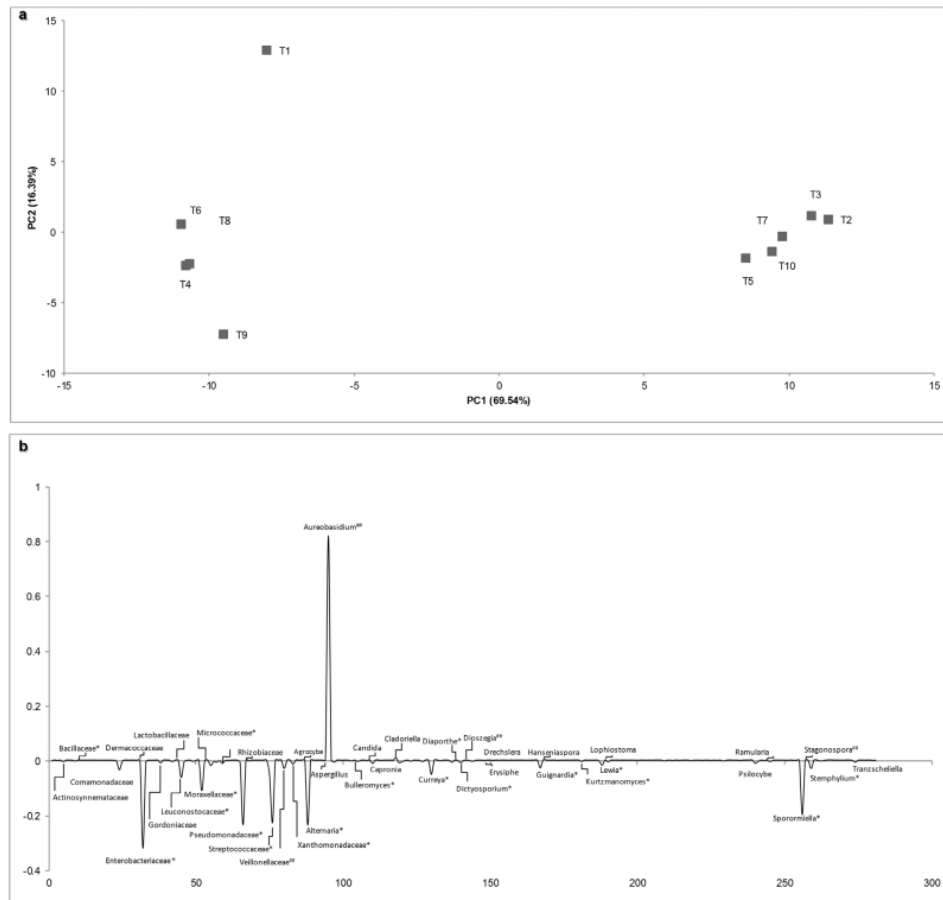 a
15
T1
10
5
T3
T6
T8
T7
T2
0
T4
T5
T10
-5
T9
-10
-15
-10
-5
0
5
10
15
PC2 (16.39%)
PC1 (69.54%)
b
1
0.8
0.6
0.4
0.2
0
-0.2
-0.4
Aureobasidium##
Bacillaceae*
Dermacoccaceae
Lactobacillaceae
Micrococcaceae*
Rhizobiaceae
Agrocybe
Candida
Cladoriella
Diaporthe*
Dioszegia##
Drechslera
Hanseniaspora
Lophiostoma
Ramularia
Stagonospora##
Actinosynnemataceae
Comamonadaceae
Enterobacteriaceae*
Gordoniaceae
Leuconostocaceae*
Moraxellaceae*
Pseudomonadaceae*
Streptococcaceae*
Veillonellaceae##
Xanthomonadaceae*
Alternaria*
Aspergillus
Bulleromyces*
Capronia
Curreya*
Dictyosporium*
Erysiphe
Guignardia*
Kurtzmanomyces*
Lewia*
Psilocybe
Sporormiella*
Stemphylium*
Tranzscheliella
0
50
100
150
200
250
300